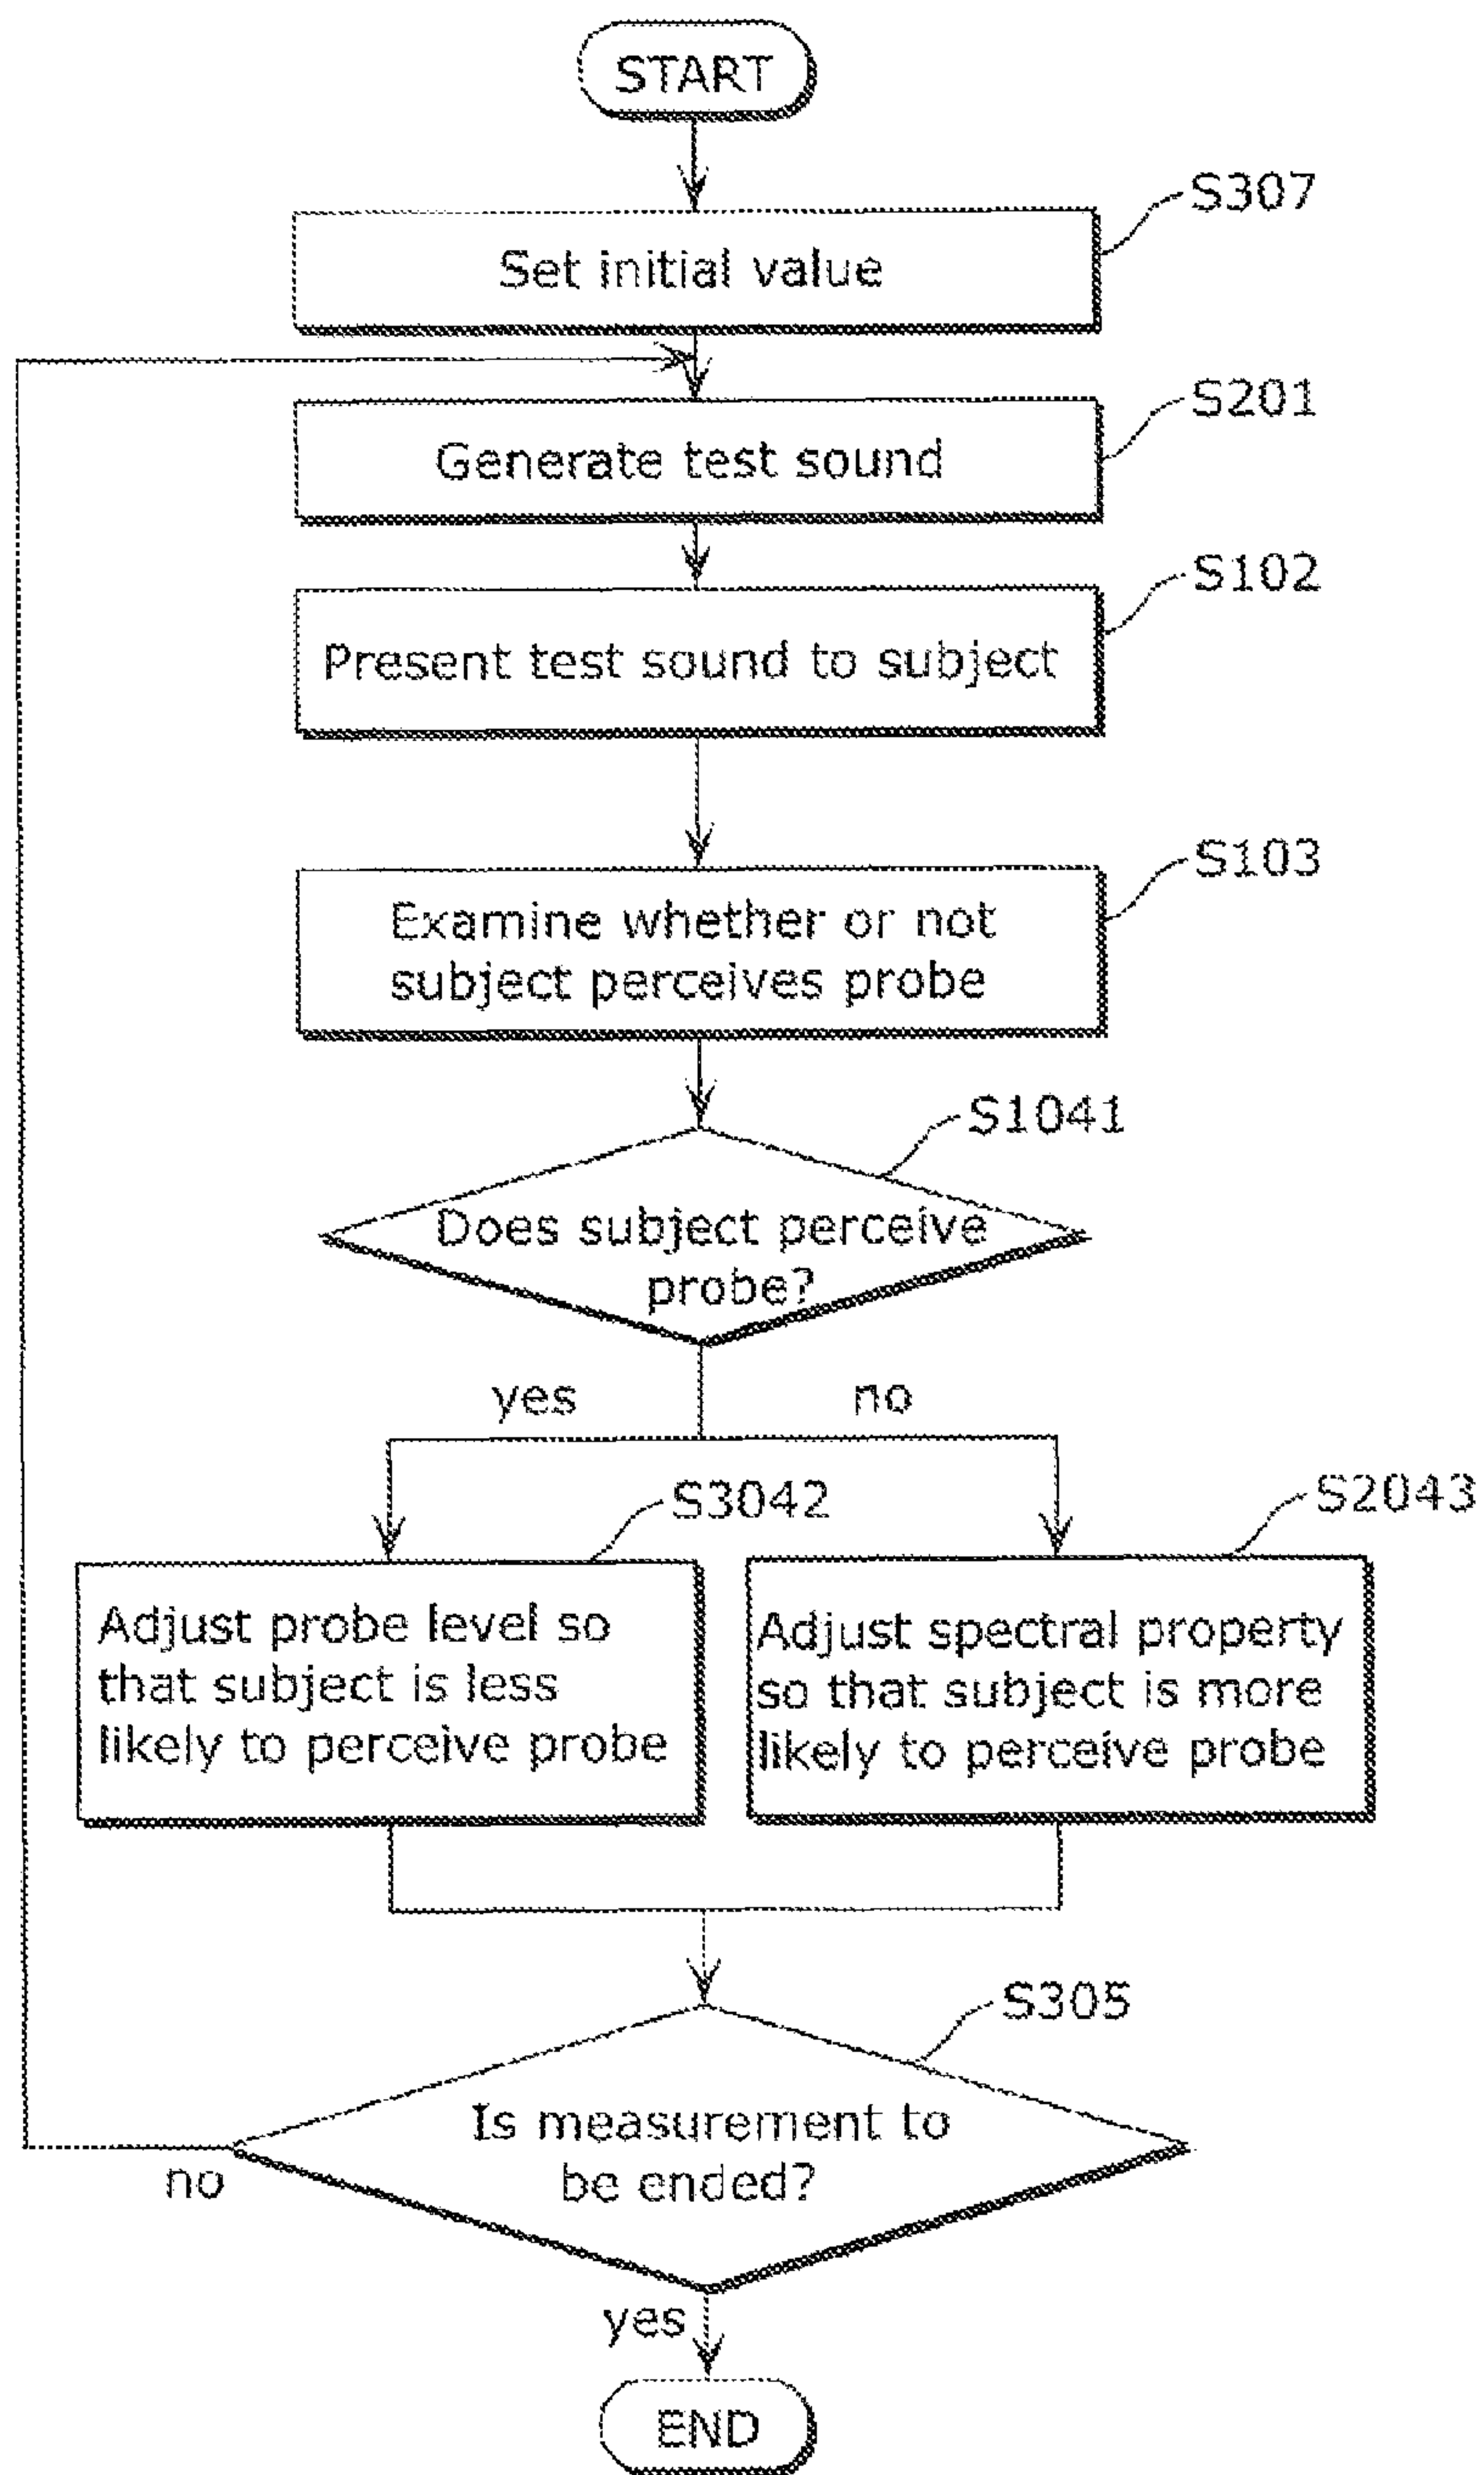 START
S307
Set initial value
S201
Generate test sound
S102
Present test sound to subject
S103
Examine whether or not
subject perceives probe
S1041
Does subject perceive
probe?
yes
no
S3042
S2043
Adjust probe level so
that subject is less
likely to perceive probe
Adjust spectral property
so that subject is more
likely to perceive probe
S305
Is measurement to
be ended?
no
yes
END